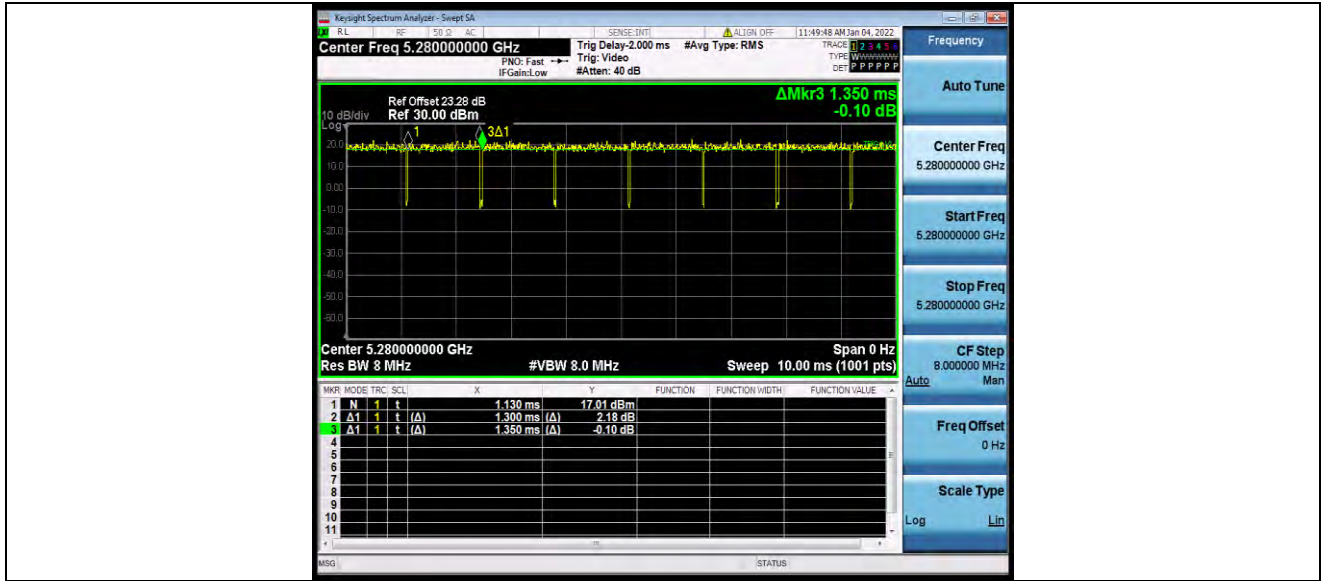 Keysight Spectrum Analyzer - Swept SA
RL RF 50 Ω AC SENSE:INT ALIGN OFF 11:49:48 AM Jan 04, 2022
Center Freq 5.280000000 GHz
PNO: Fast
IFGain:Low
Trig Delay-2.000 ms
Trig: Video
#Atten: 40 dB
#Avg Type: RMS
TRACE 1 2 3 4 5 6
TYPE W
DET P P P P P P
Ref Offset 23.28 dB
10 dB/div Ref 30.00 dBm
Log
ΔMkr3 1.350 ms
-0.10 dB
1
3Δ1
20.0
10.0
0.00
-10.0
-20.0
-30.0
-40.0
-50.0
-60.0
Center 5.280000000 GHz Span 0 Hz
Res BW 8 MHz #VBW 8.0 MHz Sweep 10.00 ms (1001 pts)
MKR MODE TRC SCL X Y FUNCTION FUNCTION WIDTH FUNCTION VALUE
1 N 1 t 1.130 ms 17.01 dBm
2 Δ1 1 t (Δ) 1.300 ms (Δ) 2.18 dB
3 Δ1 1 t (Δ) 1.350 ms (Δ) -0.10 dB
4
5
6
7
8
9
10
11
MSG STATUS
Frequency
Auto Tune
Center Freq
5.280000000 GHz
Start Freq
5.280000000 GHz
Stop Freq
5.280000000 GHz
CF Step
8.000000 MHz
Auto Man
Freq Offset
0 Hz
Scale Type
Log Lin